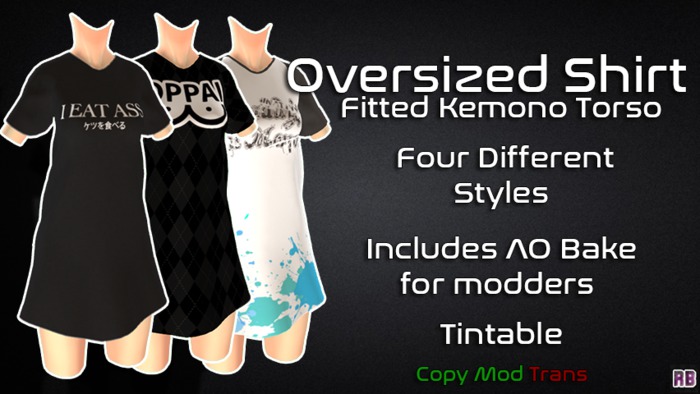 I EAT ASS
ケツを食べる
OPPAI
Oversized Shirt
Fitted Kemono Torso
Four Different
Styles
Includes AO Bake
for modders
Tintable
Copy Mod Trans
RB